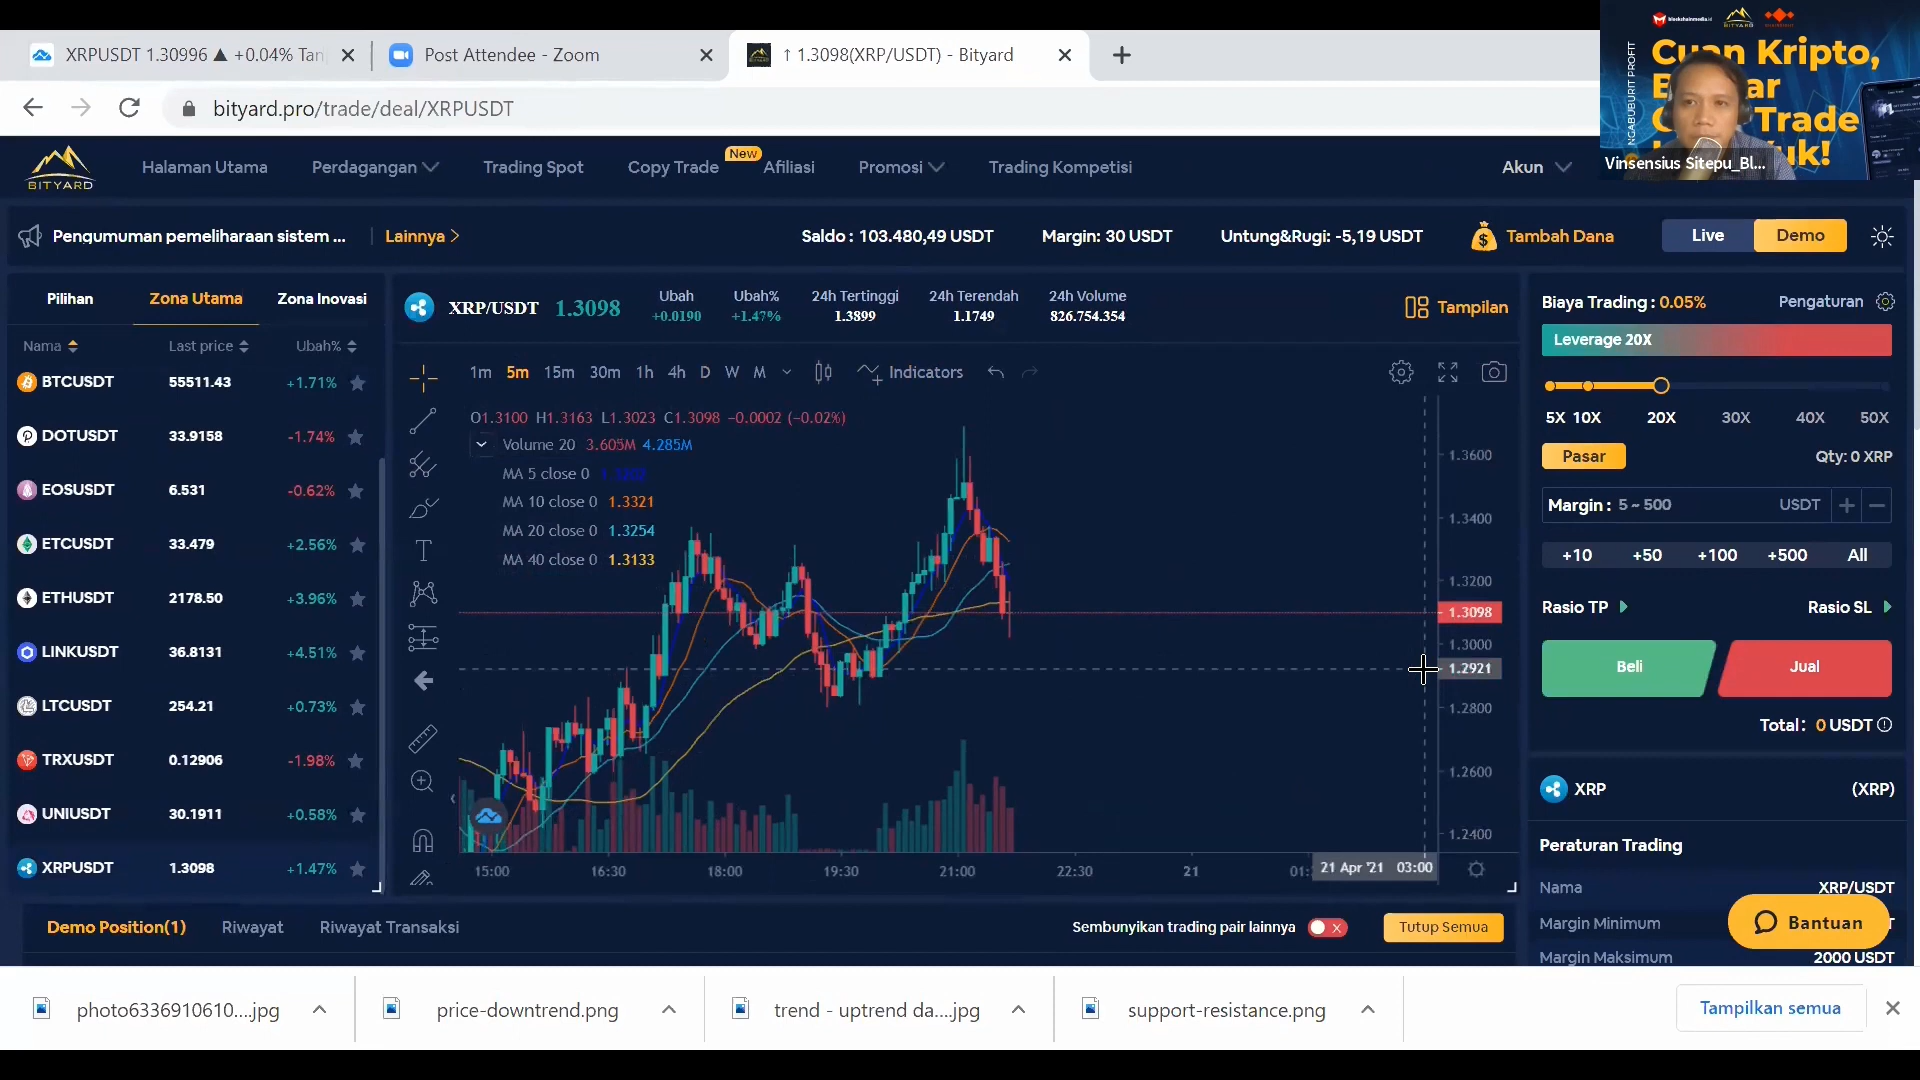 XRPUSDT 1.30996 ▲ +0.04% Tan
Post Attendee - Zoom
↑ 1.3098(XRP/USDT) - Bityard
bityard.pro/trade/deal/XRPUSDT
blockchainmedia.id
BITYARD
NGABUBURIT PROFIT
Cuan Kripto,
Trade
uk!
Vinsensius Sitepu_Bl...
BITYARD
Halaman Utama
Perdagangan
Trading Spot
Copy Trade
New
Afiliasi
Promosi
Trading Kompetisi
Akun
Pengumuman pemeliharaan sistem ...
Lainnya >
Saldo : 103.480,49 USDT
Margin: 30 USDT
Untung&Rugi: -5,19 USDT
Tambah Dana
Live
Demo
Pilihan
Zona Utama
Zona Inovasi
Nama
Last price
Ubah%
BTCUSDT 55511.43 +1.71%
DOTUSDT 33.9158 -1.74%
EOSUSDT 6.531 -0.62%
ETCUSDT 33.479 +2.56%
ETHUSDT 2178.50 +3.96%
LINKUSDT 36.8131 +4.51%
LTCUSDT 254.21 +0.73%
TRXUSDT 0.12906 -1.98%
UNIUSDT 30.1911 +0.58%
XRPUSDT 1.3098 +1.47%
XRP/USDT 1.3098
Ubah
+0.0190
Ubah%
+1.47%
24h Tertinggi
1.3899
24h Terendah
1.1749
24h Volume
826.754.354
Tampilan
1m 5m 15m 30m 1h 4h D W M
Indicators
O1.3100 H1.3163 L1.3023 C1.3098 −0.0002 (−0.02%)
Volume 20 3.605M 4.285M
MA 5 close 0
MA 10 close 0 1.3321
MA 20 close 0 1.3254
MA 40 close 0 1.3133
T
1.3600
1.3400
1.3200
1.3098
1.3000
1.2921
1.2800
1.2600
1.2400
15:00 16:30 18:00 19:30 21:00 22:30 21 01:
21 Apr '21 03:00
Biaya Trading : 0.05%
Pengaturan
Leverage 20X
5X 10X 20X 30X 40X 50X
Pasar
Qty: 0 XRP
Margin : 5 ~ 500 USDT + −
+10 +50 +100 +500 All
Rasio TP
Rasio SL
Beli
Jual
Total: 0 USDT
XRP
(XRP)
Peraturan Trading
Nama XRP/USDT
Margin Minimum
T
Margin Maksimum 2000 USDT
Bantuan
Demo Position(1)
Riwayat
Riwayat Transaksi
Sembunyikan trading pair lainnya
Tutup Semua
photo6336910610....jpg
price-downtrend.png
trend - uptrend da....jpg
support-resistance.png
Tampilkan semua